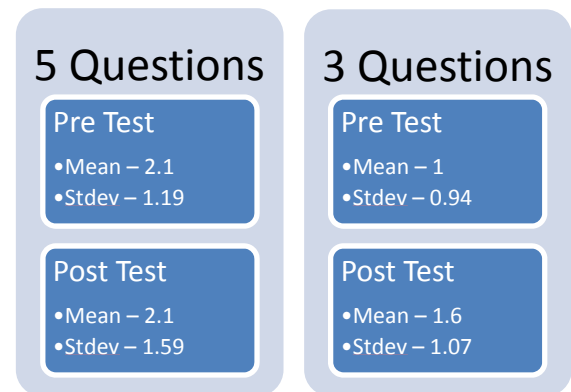 5 Questions
Pre Test
•Mean – 2.1
•Stdev – 1.19
Post Test
•Mean – 2.1
•Stdev – 1.59
3 Questions
Pre Test
•Mean – 1
•Stdev – 0.94
Post Test
•Mean – 1.6
•Stdev – 1.07